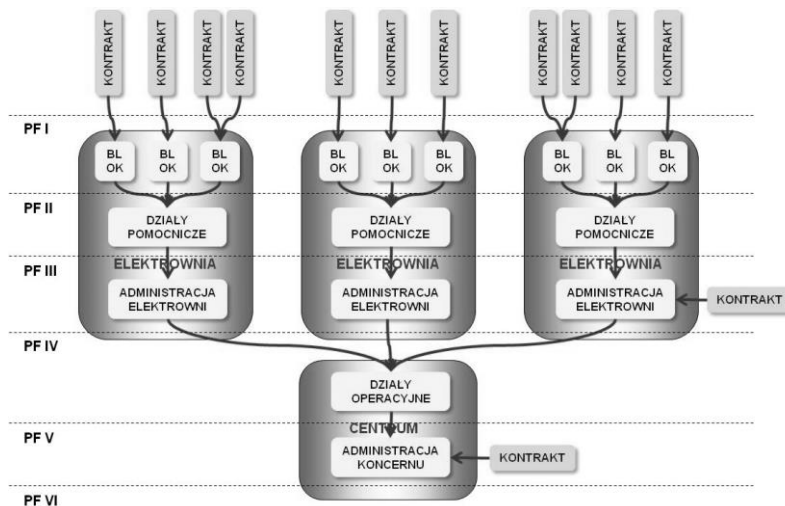 KONTRAKT KONTRAKT KONTRAKT KONTRAKT KONTRAKT KONTRAKT KONTRAKT KONTRAKT KONTRAKT KONTRAKT KONTRAKT
PF I
BL BL BL BL BL BL BL BL BL
OK OK OK OK OK OK OK OK OK
PF II
DZIAŁY DZIAŁY DZIAŁY
POMOCNICZE POMOCNICZE POMOCNICZE
ELEKTROWNIA ELEKTROWNIA ELEKTROWNIA
PF III
ADMINISTRACJA ADMINISTRACJA ADMINISTRACJA
ELEKTROWNI ELEKTROWNI ELEKTROWNI
KONTRAKT
PF IV
DZIAŁY
OPERACYJNE
CENTRUM
PF V
ADMINISTRACJA
KONCERNU
KONTRAKT
PF VI